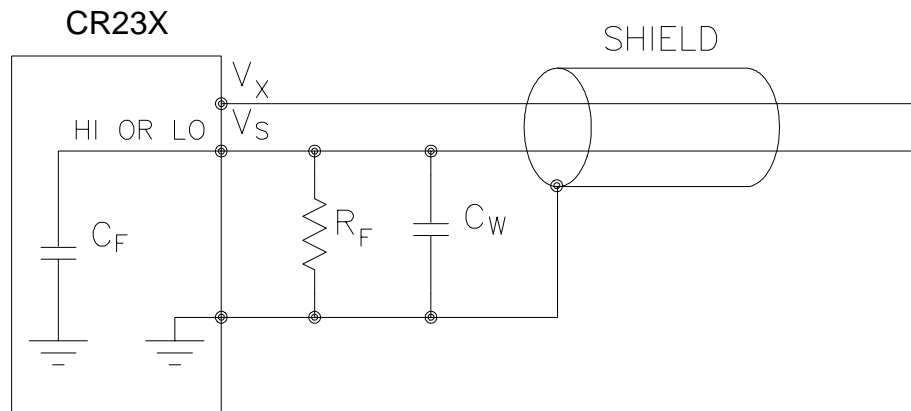 CR23X
SHIELD
VX
HI OR LO
VS
CF
RF
CW